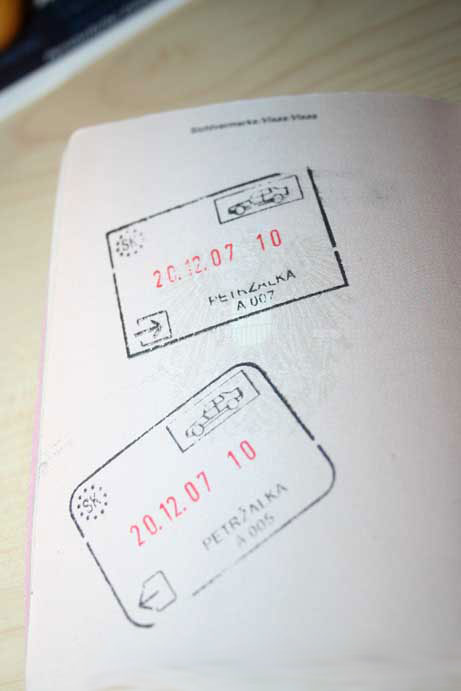 Sichtvermerke Visas Visas
SK
20.12.07 10
PETRŽALKA
A 007
SK
20.12.07 10
PETRŽALKA
A 005